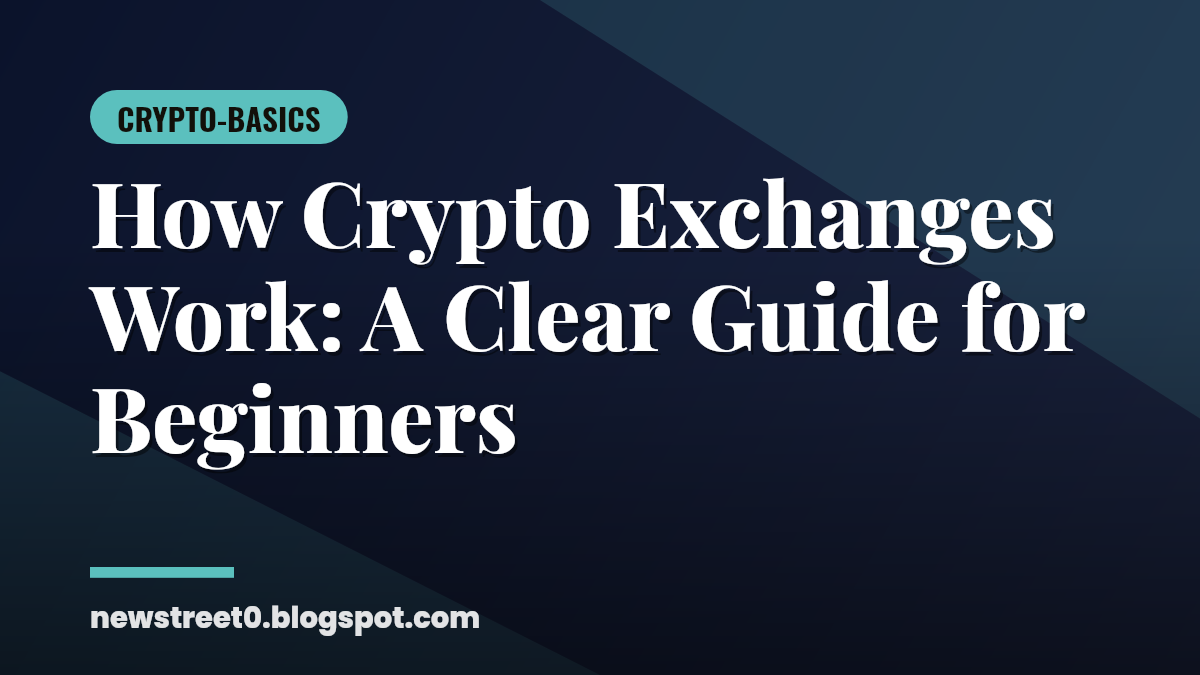 CRYPTO-BASICS
How Crypto Exchanges
Work: A Clear Guide for
Beginners
newstreet0.blogspot.com